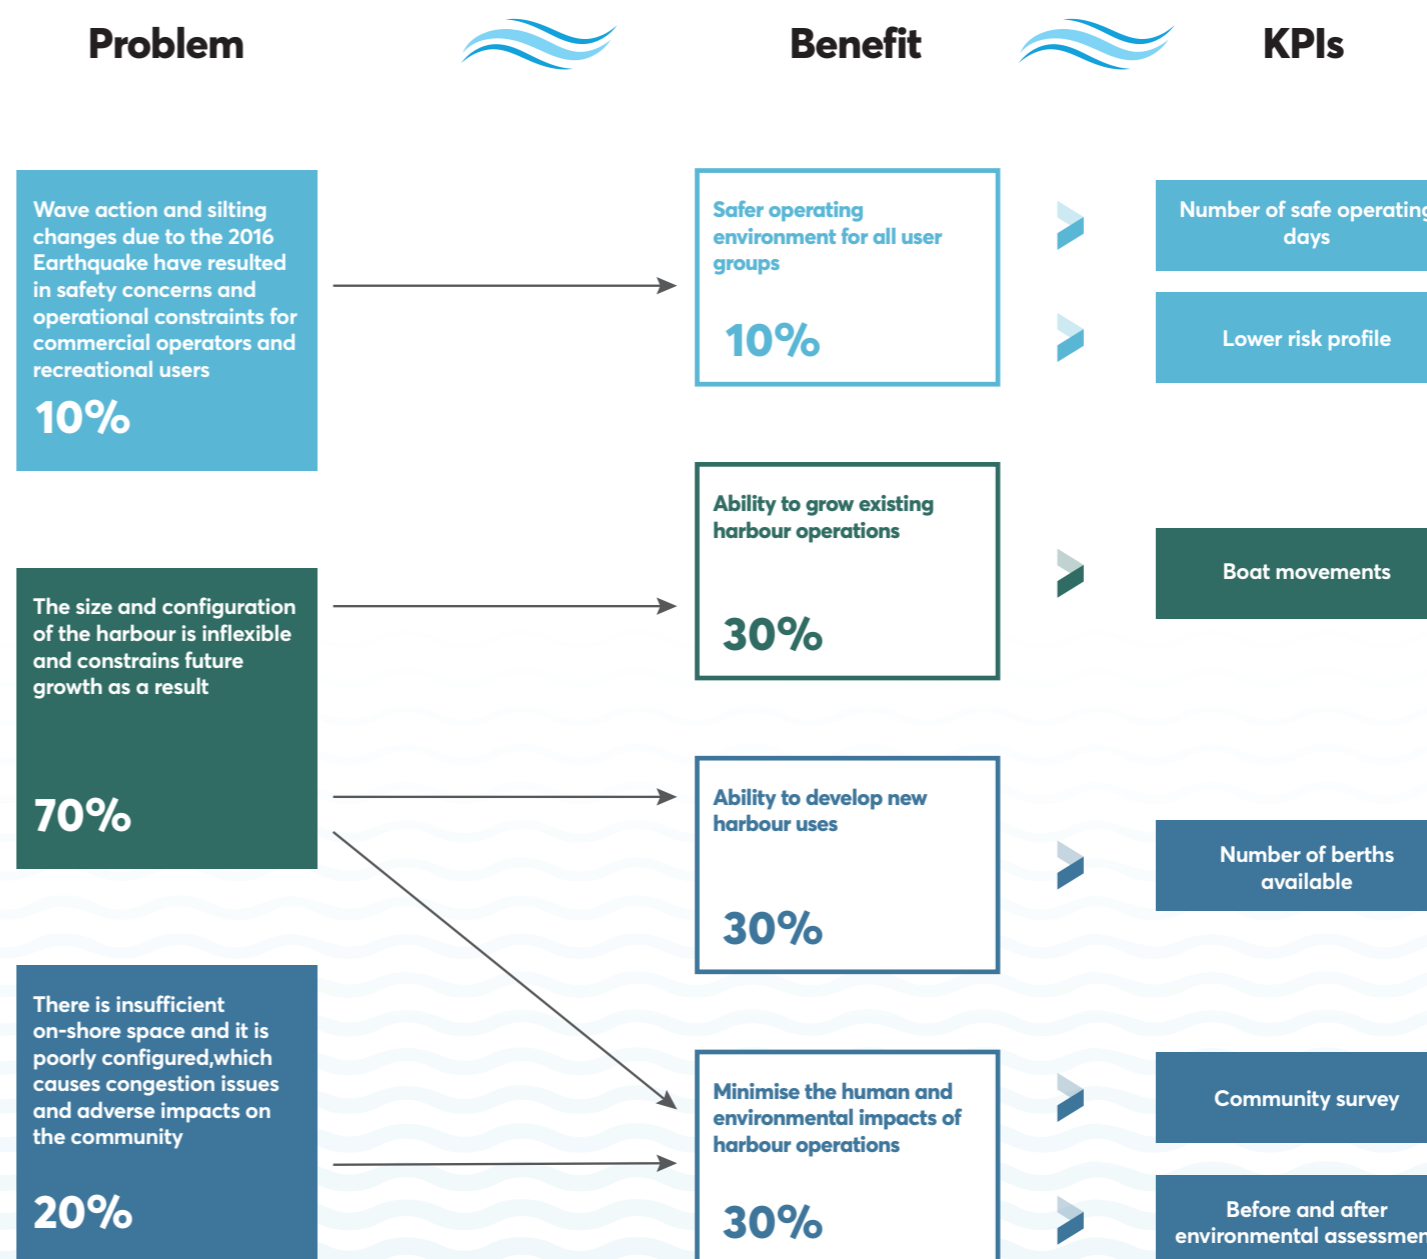 Problem
Benefit
KPIs
Wave action and silting
changes due to the 2016
Earthquake have resulted
in safety concerns and
operational constraints for
commercial operators and
recreational users
10%
Safer operating
environment for all user
groups
10%
Number of safe operating
days
Lower risk profile
The size and configuration
of the harbour is inflexible
and constrains future
growth as a result
70%
Ability to grow existing
harbour operations
30%
Boat movements
Ability to develop new
harbour uses
30%
Number of berths
available
There is insufficient
on-shore space and it is
poorly configured,which
causes congestion issues
and adverse impacts on
the community
20%
Minimise the human and
environmental impacts of
harbour operations
30%
Community survey
Before and after
environmental assessmen